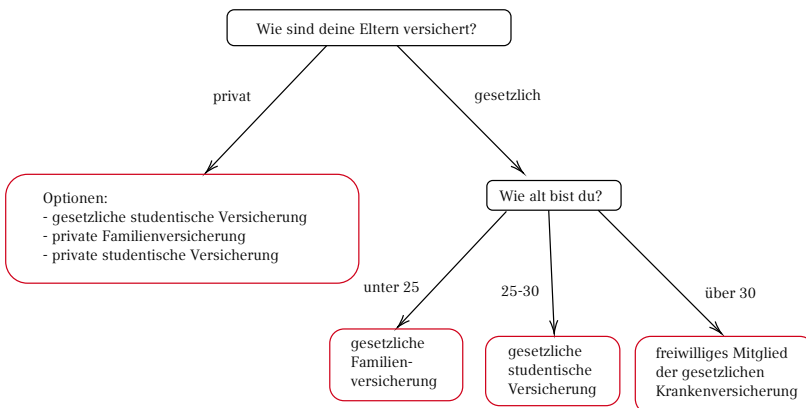 Wie sind deine Eltern versichert?
privat
gesetzlich
Optionen:
- gesetzliche studentische Versicherung
- private Familienversicherung
- private studentische Versicherung
Wie alt bist du?
unter 25
25-30
über 30
gesetzliche
Familien-
versicherung
gesetzliche
studentische
Versicherung
freiwilliges Mitglied
der gesetzlichen
Krankenversicherung